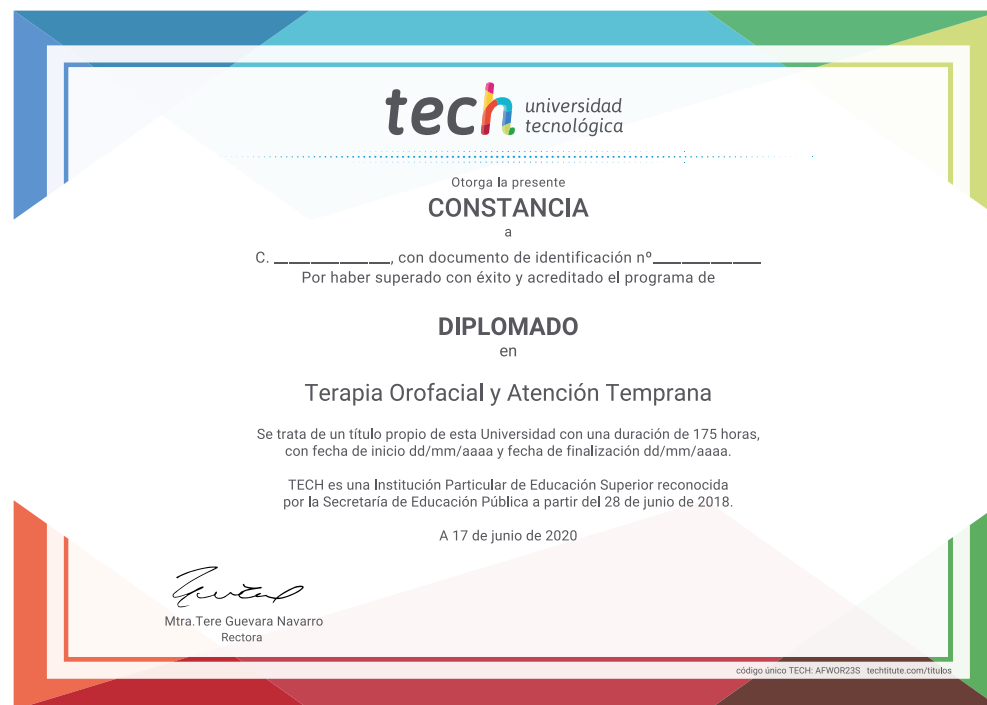 tech universidad
tecnológica
Otorga la presente
CONSTANCIA
a
C. ______________, con documento de identificación nº_____________
Por haber superado con éxito y acreditado el programa de
DIPLOMADO
en
Terapia Orofacial y Atención Temprana
Se trata de un título propio de esta Universidad con una duración de 175 horas,
con fecha de inicio dd/mm/aaaa y fecha de finalización dd/mm/aaaa.
TECH es una Institución Particular de Educación Superior reconocida
por la Secretaría de Educación Pública a partir del 28 de junio de 2018.
A 17 de junio de 2020
Mtra.Tere Guevara Navarro
Rectora
código único TECH: AFWOR23S techtitute.com/titulos